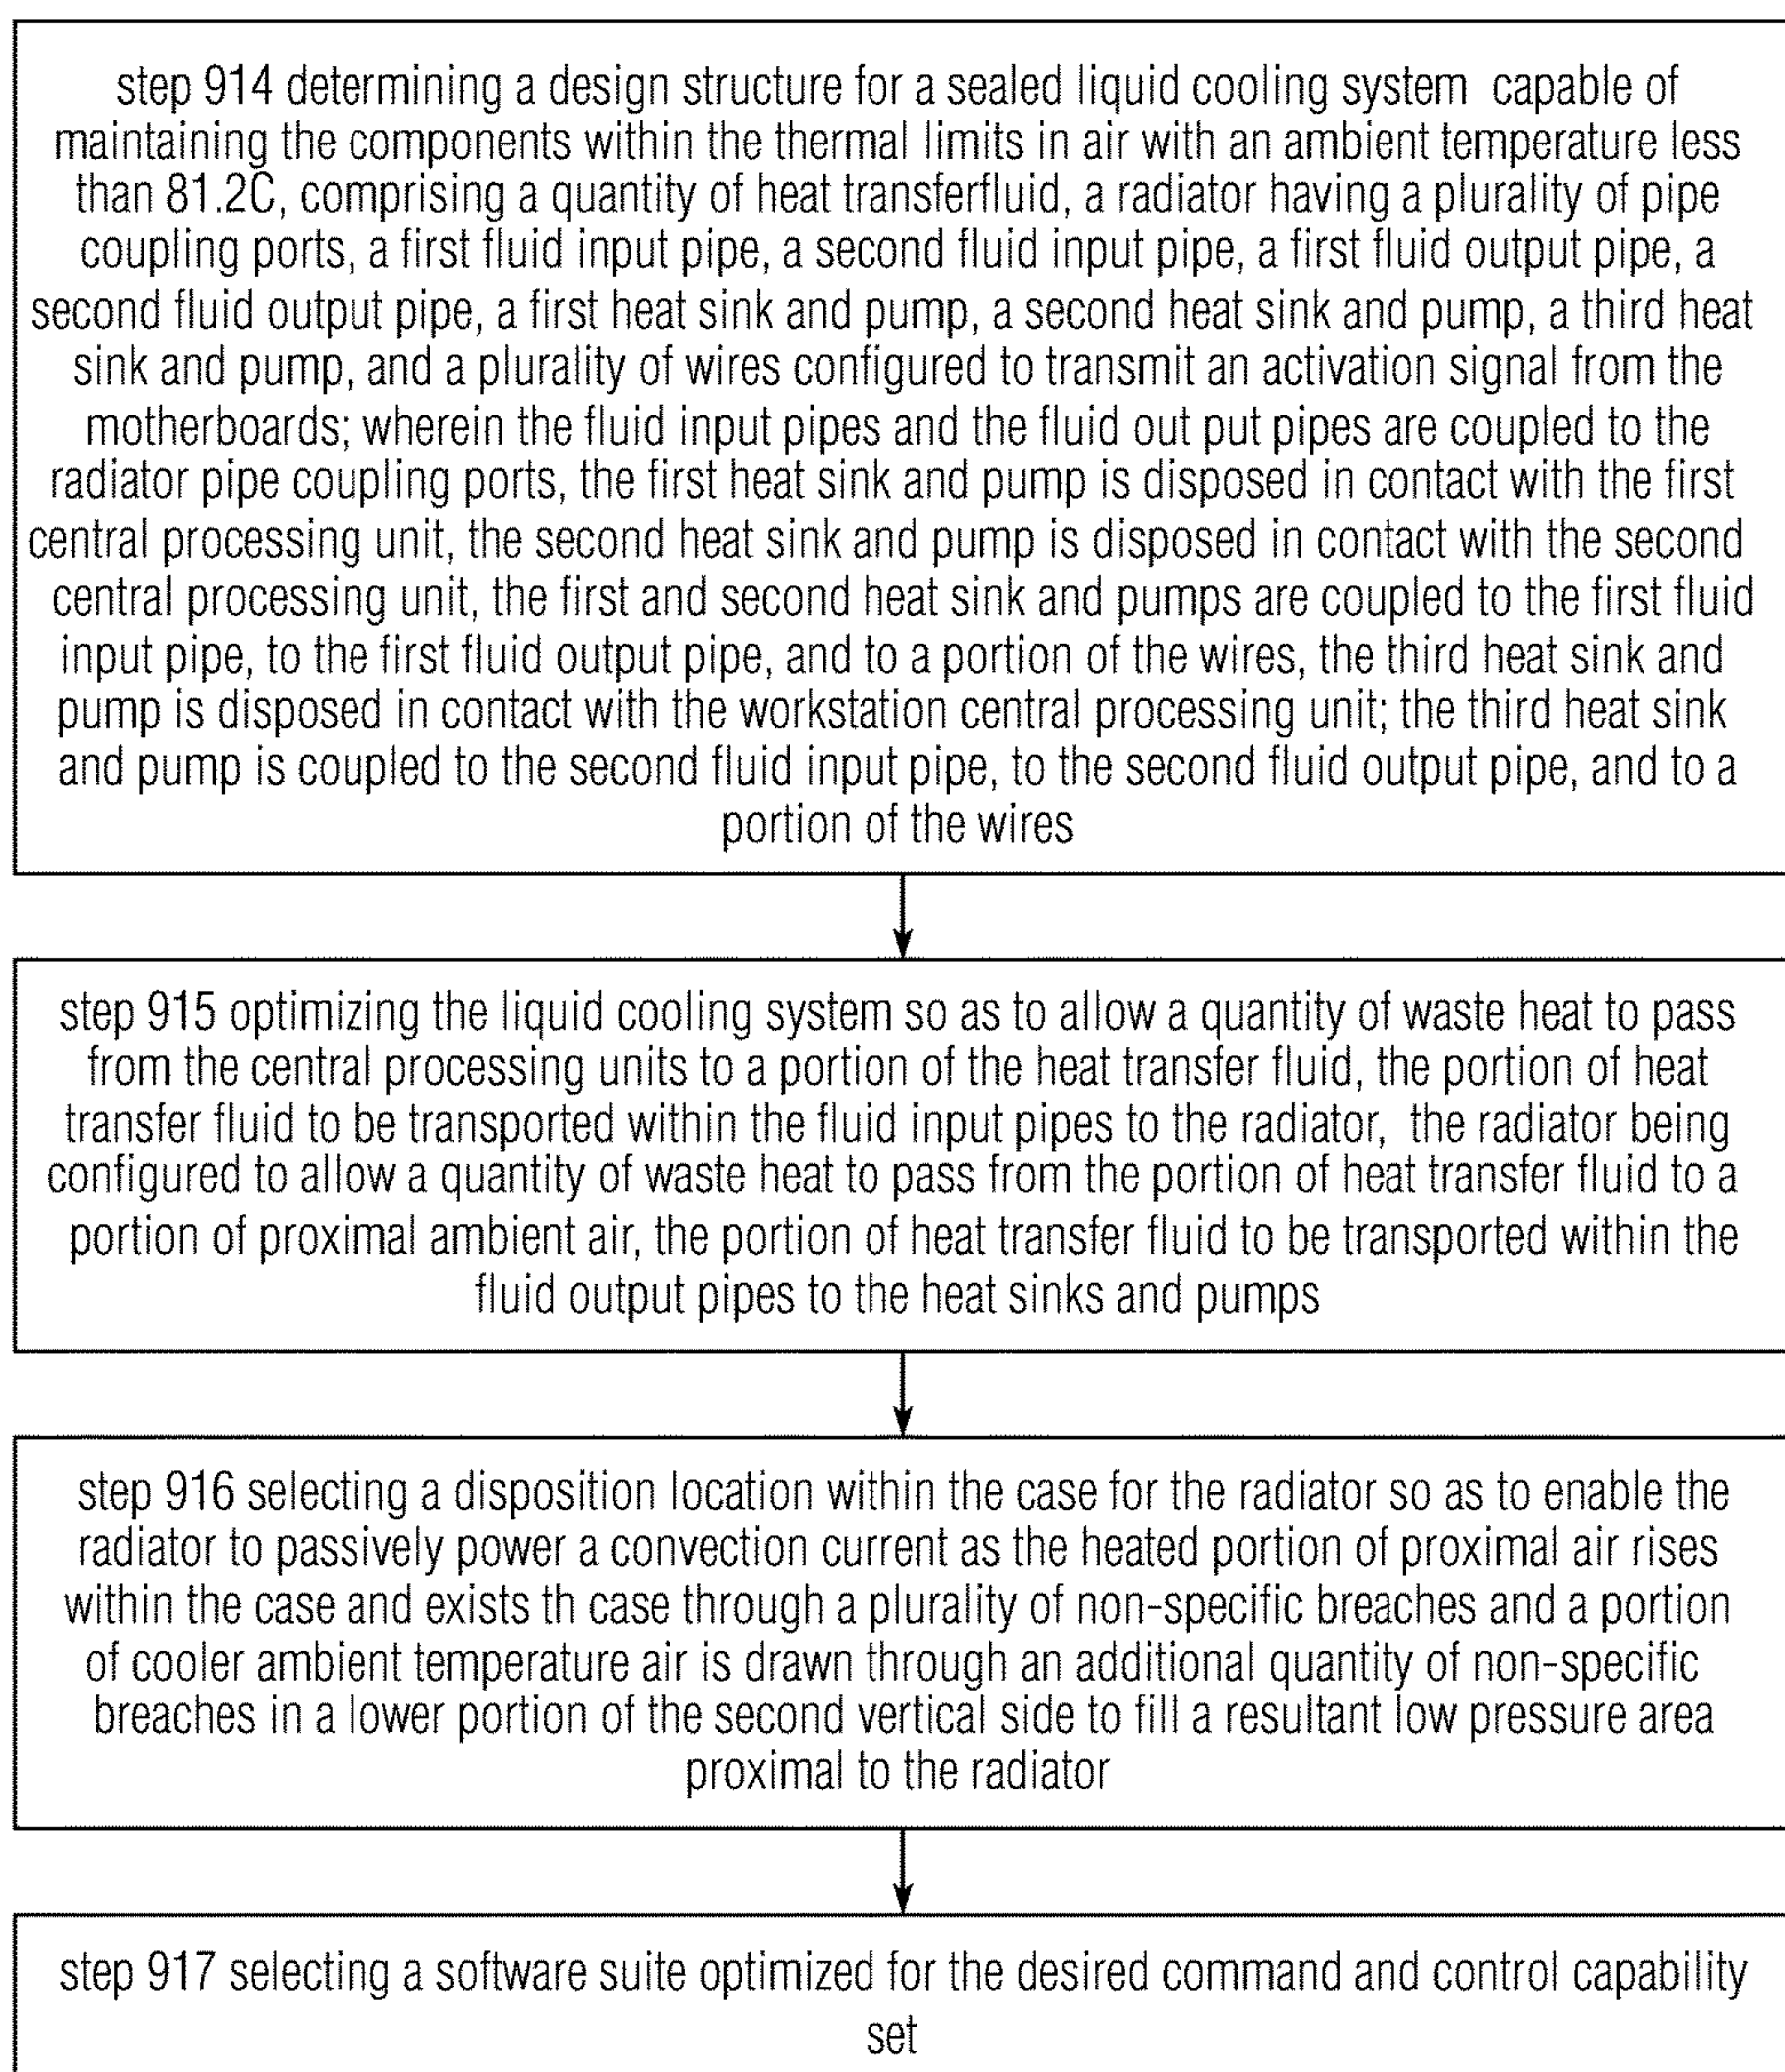 step 914 determining a design structure for a sealed liquid cooling system capable of
maintaining the components within the thermal limits in air with an ambient temperature less
than 81.2C, comprising a quantity of heat transferfluid, a radiator having a plurality of pipe
coupling ports, a first fluid input pipe, a second fluid input pipe, a first fluid output pipe, a
second fluid output pipe, a first heat sink and pump, a second heat sink and pump, a third heat
sink and pump, and a plurality of wires configured to transmit an activation signal from the
motherboards; wherein the fluid input pipes and the fluid out put pipes are coupled to the
radiator pipe coupling ports, the first heat sink and pump is disposed in contact with the first
central processing unit, the second heat sink and pump is disposed in contact with the second
central processing unit, the first and second heat sink and pumps are coupled to the first fluid
input pipe, to the first fluid output pipe, and to a portion of the wires, the third heat sink and
pump is disposed in contact with the workstation central processing unit; the third heat sink
and pump is coupled to the second fluid input pipe, to the second fluid output pipe, and to a
portion of the wires
step 915 optimizing the liquid cooling system so as to allow a quantity of waste heat to pass
from the central processing units to a portion of the heat transfer fluid, the portion of heat
transfer fluid to be transported within the fluid input pipes to the radiator, the radiator being
configured to allow a quantity of waste heat to pass from the portion of heat transfer fluid to a
portion of proximal ambient air, the portion of heat transfer fluid to be transported within the
fluid output pipes to the heat sinks and pumps
step 916 selecting a disposition location within the case for the radiator so as to enable the
radiator to passively power a convection current as the heated portion of proximal air rises
within the case and exists th case through a plurality of non-specific breaches and a portion
of cooler ambient temperature air is drawn through an additional quantity of non-specific
breaches in a lower portion of the second vertical side to fill a resultant low pressure area
proximal to the radiator
step 917 selecting a software suite optimized for the desired command and control capability
set